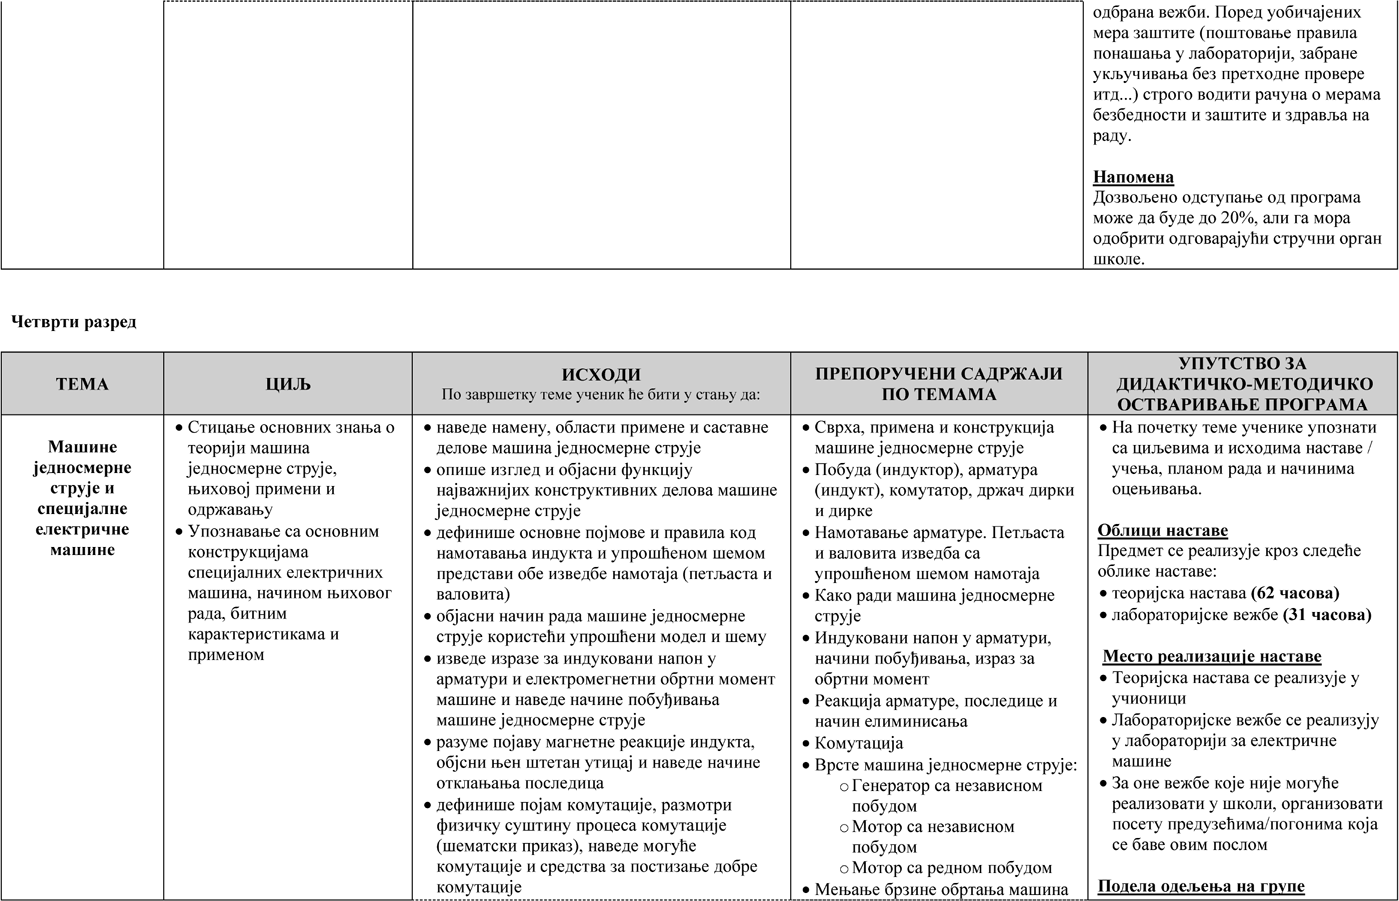 одбрана вежби. Поред уобичајених
мера заштите (поштовање правила
понашања у лабораторији, забране
укључивања без претходне провере
итд...) строго водити рачуна о мерама
безбедности и заштите и здравља на
раду.
Напомена
Дозвољено одступање од програма
може да буде до 20%, али га мора
одобрити одговарајући стручни орган
школе.
Четврти разред
ТЕМА
ЦИЉ
ИСХОДИ
По завршетку теме ученик ће бити у стању да:
ПРЕПОРУЧЕНИ САДРЖАЈИ
ПО ТЕМАМА
УПУТСТВО ЗА
ДИДАКТИЧКО-МЕТОДИЧКО
ОСТВАРИВАЊЕ ПРОГРАМА
Машине
једносмерне
струје и
специјалне
електричне
машине
• Стицање основних знања о
теорији машина
једносмерне струје,
њиховој примени и
одржавању
• Упознавање са основним
конструкцијама
специјалних електричних
машина, начином њиховог
рада, битним
карактеристикама и
применом
• наведе намену, области примене и саставне
делове машина једносмерне струје
• опише изглед и објасни функцију
најважнијих конструктивних делова машине
једносмерне струје
• дефинише основне појмове и правила код
намотавања индукта и упрошћеном шемом
представи обе изведбе намотаја (петљаста и
валовита)
• објасни начин рада машине једносмерне
струје користећи упрошћени модел и шему
• изведе изразе за индуковани напон у
арматури и електромегнетни обртни момент
машине и наведе начине побуђивања
машине једносмерне струје
• разуме појаву магнетне реакције индукта,
објсни њен штетан утицај и наведе начине
отклањања последица
• дефинише појам комутације, размотри
физичку суштину процеса комутације
(шематски приказ), наведе могуће
комутације и средства за постизање добре
комутације
• Сврха, примена и конструкција
машине једносмерне струје
• Побуда (индуктор), арматура
(индукт), комутатор, држач дирки
и дирке
• Намотавање арматуре. Петљаста
и валовита изведба са
упрошћеном шемом намотаја
• Како ради машина једносмерне
струје
• Индуковани напон у арматури,
начини побуђивања, израз за
обртни момент
• Реакција арматуре, последице и
начин елиминисања
• Комутација
• Врсте машина једносмерне струје:
o Генератор са независном
побудом
o Мотор са независном
побудом
o Мотор са редном побудом
• Мењање брзине обртања машина
• На почетку теме ученике упознати
са циљевима и исходима наставе /
учења, планом рада и начинима
оцењивања.
Облици наставе
Предмет се реализује кроз следеће
облике наставе:
• теоријска настава (62 часова)
• лабораторијске вежбе (31 часова)
Место реализације наставе
• Теоријска настава се реализује у
учионици
• Лабораторијске вежбе се реализују
у лабораторији за електричне
машине
• За оне вежбе које није могуће
реализовати у школи, организовати
посету предузећима/погонима која
се баве овим послом
Подела одељења на групе